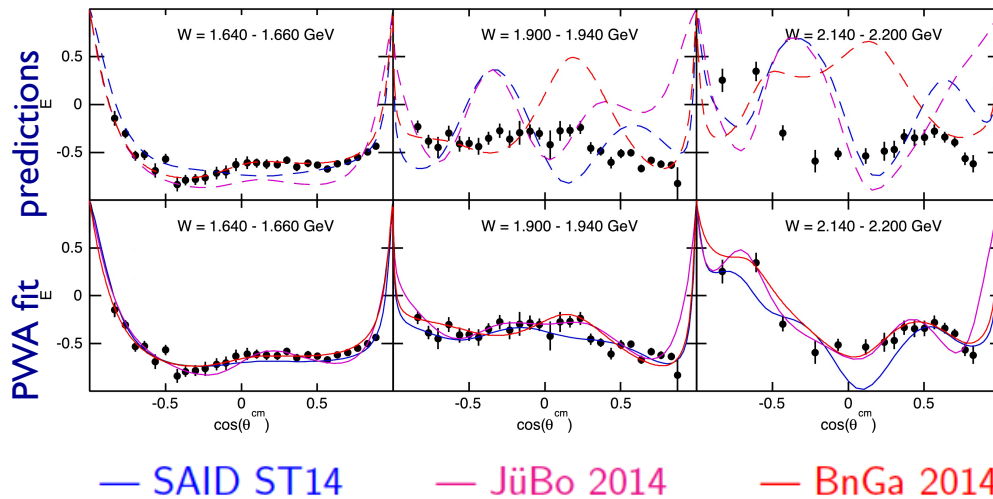 predictions
E
0.5
0
-0.5
W = 1.640 - 1.660 GeV
W = 1.900 - 1.940 GeV
W = 2.140 - 2.200 GeV
PWA fit
E
0.5
0
-0.5
W = 1.640 - 1.660 GeV
W = 1.900 - 1.940 GeV
W = 2.140 - 2.200 GeV
-0.5 0 0.5 -0.5 0 0.5 -0.5 0 0.5
cos(θ^cm) cos(θ^cm) cos(θ^cm)
— SAID ST14 — JüBo 2014 — BnGa 2014